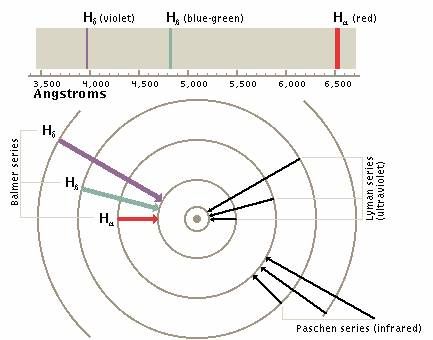 Hδ (violet) Hβ (blue-green) Hα (red)
3,500 4,000 4,500 5,000 5,500 6,000 6,500
Angstroms
Hδ
Hβ
Hα
Balmer series
Lyman series
(ultraviolet)
Paschen series (infrared)